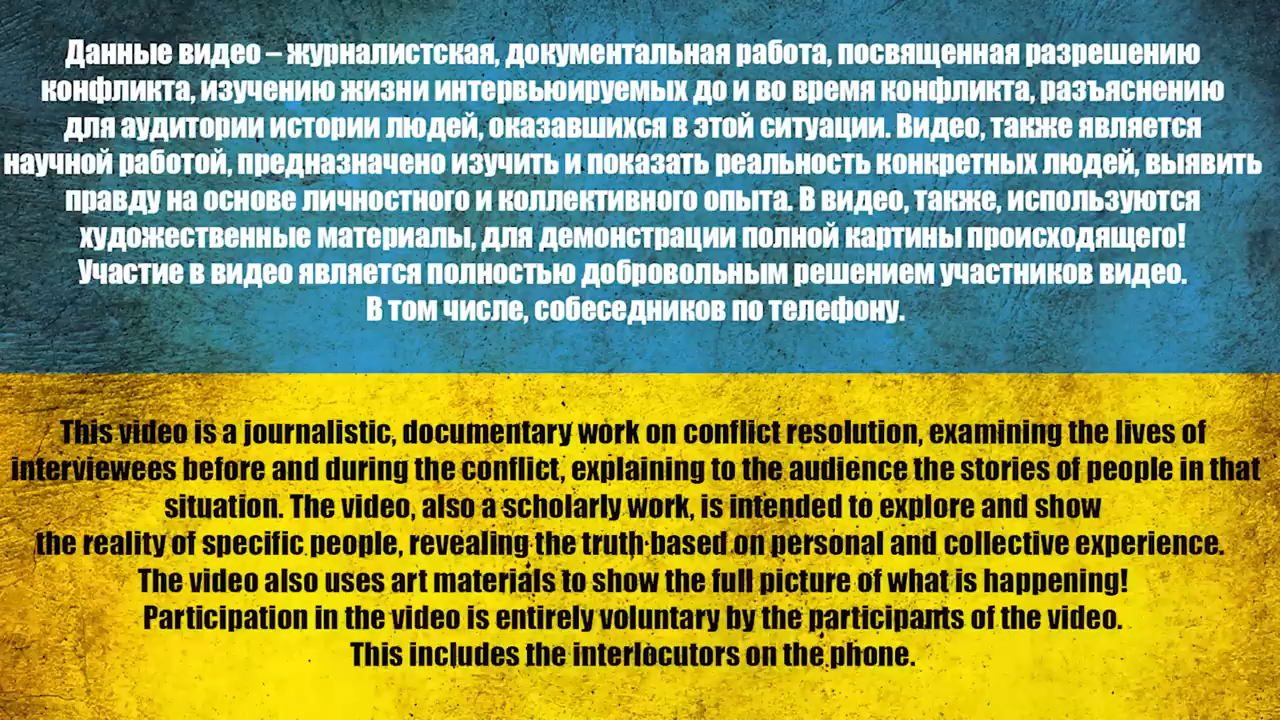 Данные видео – журналистская, документальная работа, посвященная разрешению
конфликта, изучению жизни интервьюируемых до и во время конфликта, разъяснению
для аудитории истории людей, оказавшихся в этой ситуации. Видео, также является
научной работой, предназначено изучить и показать реальность конкретных людей, выявить
правду на основе личностного и коллективного опыта. В видео, также, используются
художественные материалы, для демонстрации полной картины происходящего!
Участие в видео является полностью добровольным решением участников видео.
В том числе, собеседников по телефону.
This video is a journalistic, documentary work on conflict resolution, examining the lives of
interviewees before and during the conflict, explaining to the audience the stories of people in that
situation. The video, also a scholarly work, is intended to explore and show
the reality of specific people, revealing the truth based on personal and collective experience.
The video also uses art materials to show the full picture of what is happening!
Participation in the video is entirely voluntary by the participants of the video.
This includes the interlocutors on the phone.